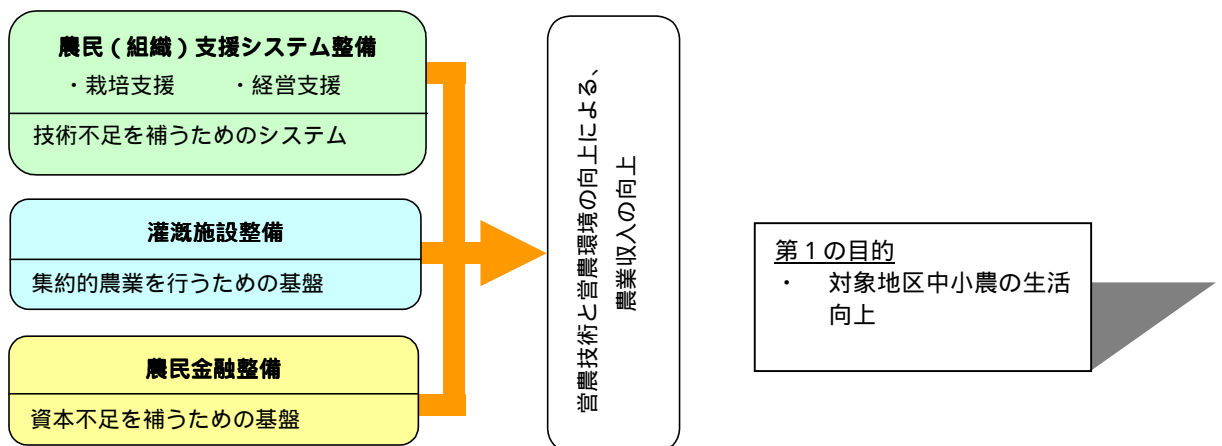 農民（組織）支援システム整備
・栽培支援　　・経営支援
技術不足を補うためのシステム
灌漑施設整備
集約的農業を行うための基盤
農民金融整備
資本不足を補うための基盤
営農技術と営農環境の向上による、
農業収入の向上
第１の目的
・　対象地区中小農の生活
向上